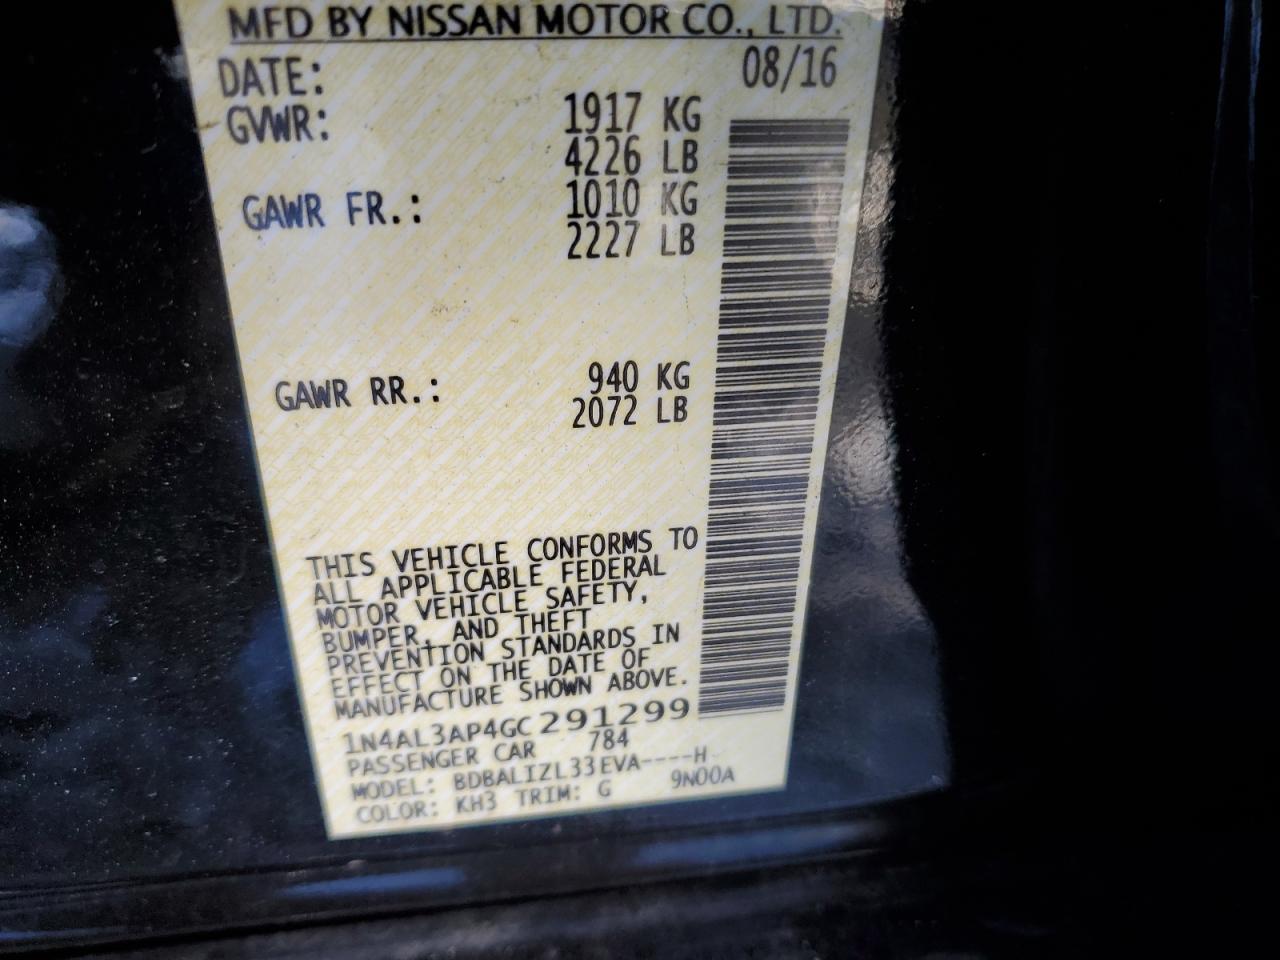 MFD BY NISSAN MOTOR CO., LTD.
DATE: 08/16
GVWR: 1917 KG
4226 LB
GAWR FR.: 1010 KG
2227 LB
GAWR RR.: 940 KG
2072 LB
THIS VEHICLE CONFORMS TO
ALL APPLICABLE FEDERAL
MOTOR VEHICLE SAFETY,
BUMPER, AND THEFT
PREVENTION STANDARDS IN
EFFECT ON THE DATE OF
MANUFACTURE SHOWN ABOVE.
1N4AL3AP4GC291299
PASSENGER CAR 784
MODEL: BDBALIZL33EVA----H
COLOR: KH3 TRIM: G 9N00A